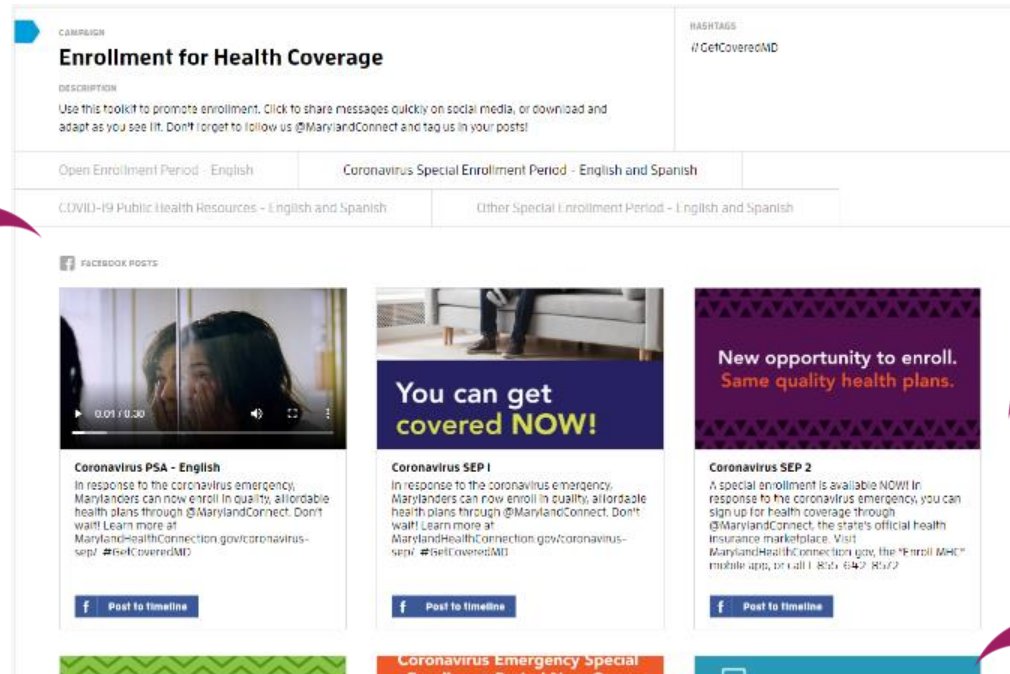 CAMPAIGN
Enrollment for Health Coverage
DESCRIPTION
Use this toolkit to promote enrollment. Click to share messages quickly on social media, or download and
adapt as you see fit. Don't forget to follow us @MarylandConnect and tag us in your posts!
HASHTAGS
#GetCoveredMD
Open Enrollment Period - English
Coronavirus Special Enrollment Period - English and Spanish
COVID-19 Public Health Resources - English and Spanish
Other Special Enrollment Period - English and Spanish
FACEBOOK POSTS
0:01 / 0:30
Coronavirus PSA - English
In response to the coronavirus emergency,
Marylanders can now enroll in quality, affordable
health plans through @MarylandConnect. Don't
wait! Learn more at
MarylandHealthConnection.gov/coronavirus-
sep/ #GetCoveredMD
Post to timeline
You can get
covered NOW!
Coronavirus SEP 1
In response to the coronavirus emergency,
Marylanders can now enroll in quality, affordable
health plans through @MarylandConnect. Don't
wait! Learn more at
MarylandHealthConnection.gov/coronavirus-
sep/ #GetCoveredMD
Post to timeline
New opportunity to enroll.
Same quality health plans.
Coronavirus SEP 2
A special enrollment is available NOW! In
response to the coronavirus emergency, you can
sign up for health coverage through
@MarylandConnect, the state's official health
insurance marketplace. Visit
MarylandHealthConnection.gov, the "Enroll MHC"
mobile app, or call 1-855-642-8572
Post to timeline
Coronavirus Emergency Special